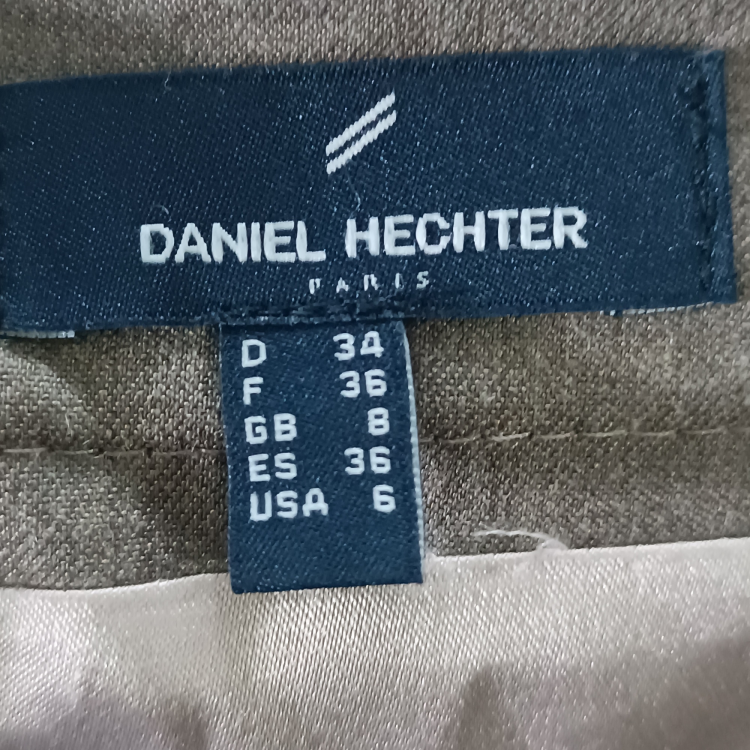 DANIEL HECHTER
PARIS
D 34
F 36
GB 8
ES 36
USA 6